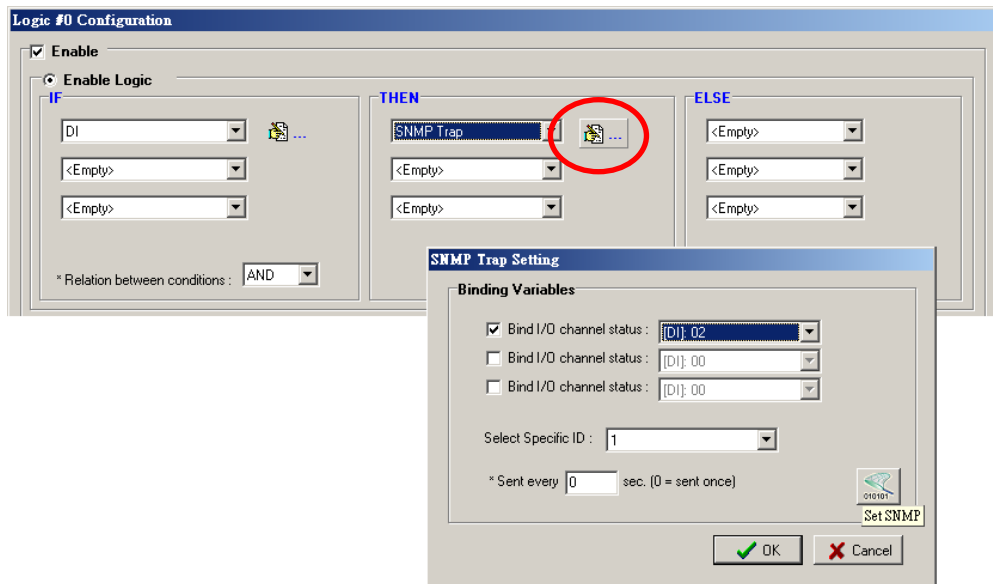 Logic #0 Configuration
Enable
Enable Logic
IF
THEN
ELSE
DI
...
SNMP Trap
...
<Empty>
<Empty>
<Empty>
<Empty>
<Empty>
<Empty>
<Empty>
* Relation between conditions :
AND
SNMP Trap Setting
Binding Variables
Bind I/O channel status :
[DI]: 02
Bind I/O channel status :
[DI]: 00
Bind I/O channel status :
[DI]: 00
Select Specific ID :
1
* Sent every
0
sec. (0 = sent once)
010101
Set SNMP
OK
Cancel